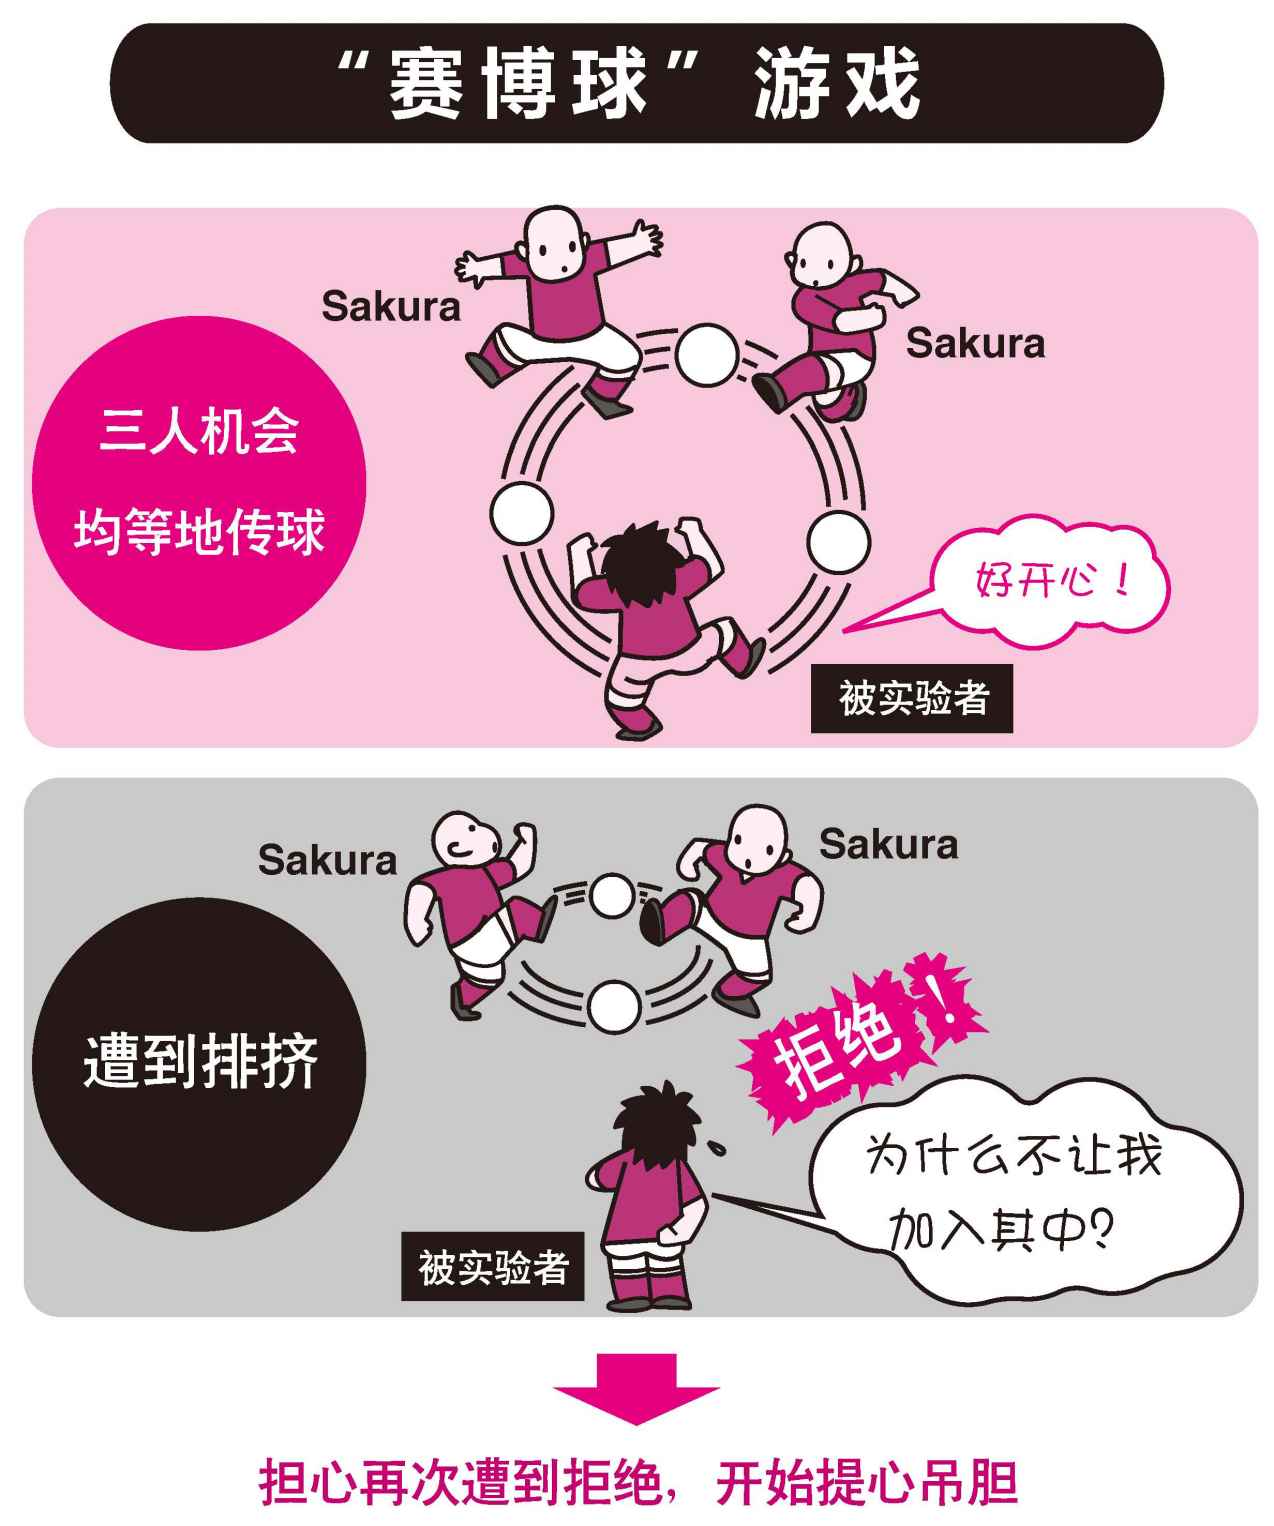 “赛博球”游戏
Sakura
Sakura
三人机会
均等地传球
好开心！
被实验者
Sakura
Sakura
遭到排挤
拒绝！
为什么不让我
加入其中？
被实验者
担心再次遭到拒绝，开始提心吊胆